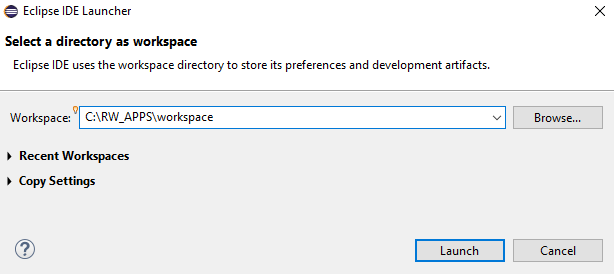 Eclipse IDE Launcher
Select a directory as workspace
Eclipse IDE uses the workspace directory to store its preferences and development artifacts.
Workspace: C:\RW_APPS\workspace Browse...
Recent Workspaces
Copy Settings
? Launch Cancel